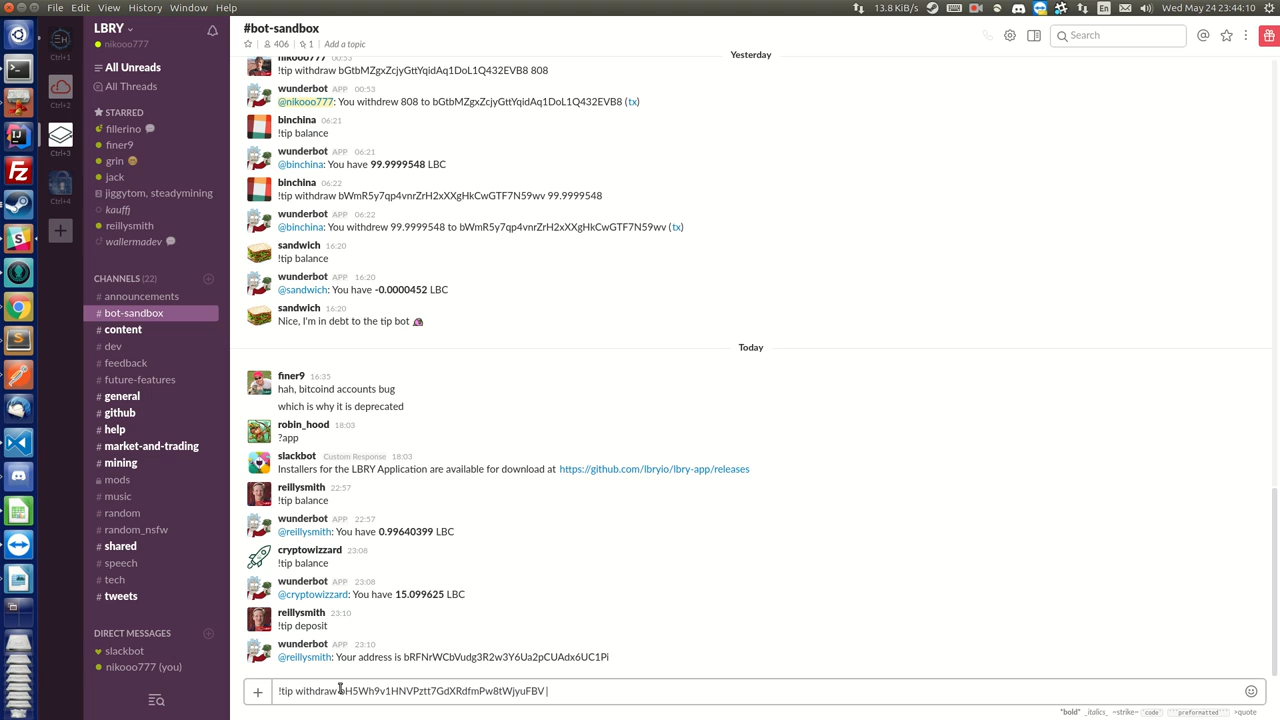 13.8 KiB/s
Wed May 24 23:44:10
LBRY
nikooo777
All Unreads
All Threads
STARRED
fillerino
finer9
grin
jack
jiggytom, steadymining
kauffj
reillysmith
wallermadev
CHANNELS (22)
# announcements
# bot-sandbox
# content
# dev
# feedback
# future-features
# general
# github
# help
# market-and-trading
# mining
mods
# music
# random
# random_nsfw
# shared
# speech
# tech
# tweets
DIRECT MESSAGES
slackbot
nikooo777 (you)
Ctrl+1
Ctrl+2
Ctrl+3
Ctrl+4
#bot-sandbox
406 | 1 | Add a topic
Search
Yesterday
nikooo777 00:53
!tip withdraw bGtbMZgxZcjyGttYqidAq1DoL1Q432EVB8 808
wunderbot APP 00:53
@nikooo777: You withdrew 808 to bGtbMZgxZcjyGttYqidAq1DoL1Q432EVB8 (tx)
binchina 06:21
!tip balance
wunderbot APP 06:21
@binchina: You have 99.9999548 LBC
binchina 06:22
!tip withdraw bWmR5y7qp4vnrZrH2xXXgHkCwGTF7N59wv 99.9999548
wunderbot APP 06:22
@binchina: You withdrew 99.9999548 to bWmR5y7qp4vnrZrH2xXXgHkCwGTF7N59wv (tx)
sandwich 16:20
!tip balance
wunderbot APP 16:20
@sandwich: You have -0.0000452 LBC
sandwich 16:20
Nice, I'm in debt to the tip bot
Today
finer9 16:35
hah, bitcoind accounts bug
which is why it is deprecated
robin_hood 18:03
?app
slackbot Custom Response 18:03
Installers for the LBRY Application are available for download at https://github.com/lbryio/lbry-app/releases
reillysmith 22:57
!tip balance
wunderbot APP 22:57
@reillysmith: You have 0.99640399 LBC
cryptowizzard 23:08
!tip balance
wunderbot APP 23:08
@cryptowizzard: You have 15.099625 LBC
reillysmith 23:10
!tip deposit
wunderbot APP 23:10
@reillysmith: Your address is bRFNrWCbVudg3R2w3Y6Ua2pCUAdx6UC1Pi
!tip withdraw bH5Wh9v1HNVPztt7GdXRdfmPw8tWjyuFBV
*bold* _italics_ ~strike~ `code` ```preformatted``` >quote